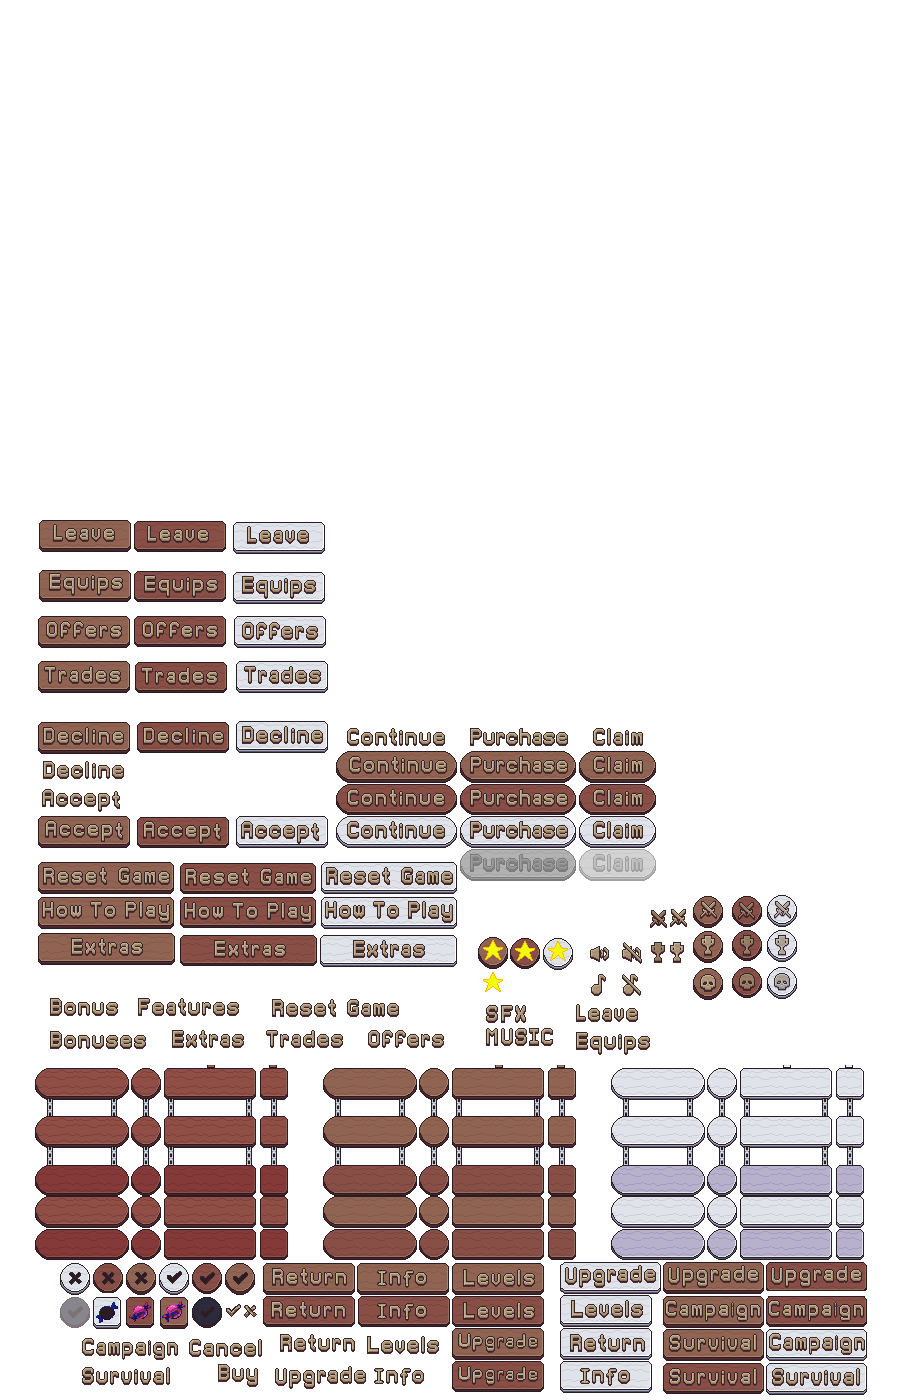 Leave Leave Leave
Equips Equips Equips
Offers Offers Offers
Trades Trades Trades
Decline Decline Decline Continue Purchase Claim
Decline Continue Purchase Claim
Accept Continue Purchase Claim
Accept Accept Accept Continue Purchase Claim
Purchase Claim
Reset Game Reset Game Reset Game
How To Play How To Play How To Play
Extras Extras Extras
Bonus Features Reset Game SFX Leave
Bonuses Extras Trades Offers MUSIC Equips
Return Info Levels Upgrade Upgrade Upgrade
Return Info Levels Levels Campaign Campaign
Campaign Cancel Return Levels Upgrade Return Survival Campaign
Survival Buy Upgrade Info Upgrade Info Survival Survival